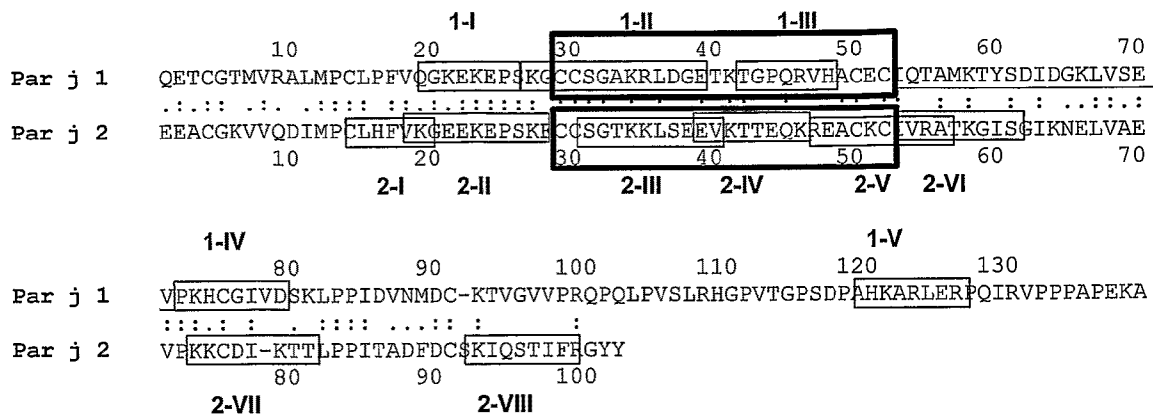 1-I 1-II 1-III
10 20 30 40 50 60 70
Par j 1 QETCGTMVRALMPCLPFVQGKEKEPSKGCCSGAKRLDGETKTGPQRVHACECIQTAMKTYSDIDGKLVSE
Par j 2 EEACGKVVQDIMPCLHFVKGEEKEPSKECCSGTKKLSEEVKTTEQKREACKCIVRATKGISGIKNELVAE
10 20 30 40 50 60 70
2-I 2-II 2-III 2-IV 2-V 2-VI
1-IV 1-V
80 90 100 110 120 130
Par j 1 VPKHCGIVDSKLPPIDVNMDC-KTVGVVPRQPQLPVSLRHGPVTGPSDPAHKARLERPQIRVPPPAPEKA
Par j 2 VPKKCDI-KTTLPPITADFDCSKIQSTIFRGYY
80 90 100
2-VII 2-VIII